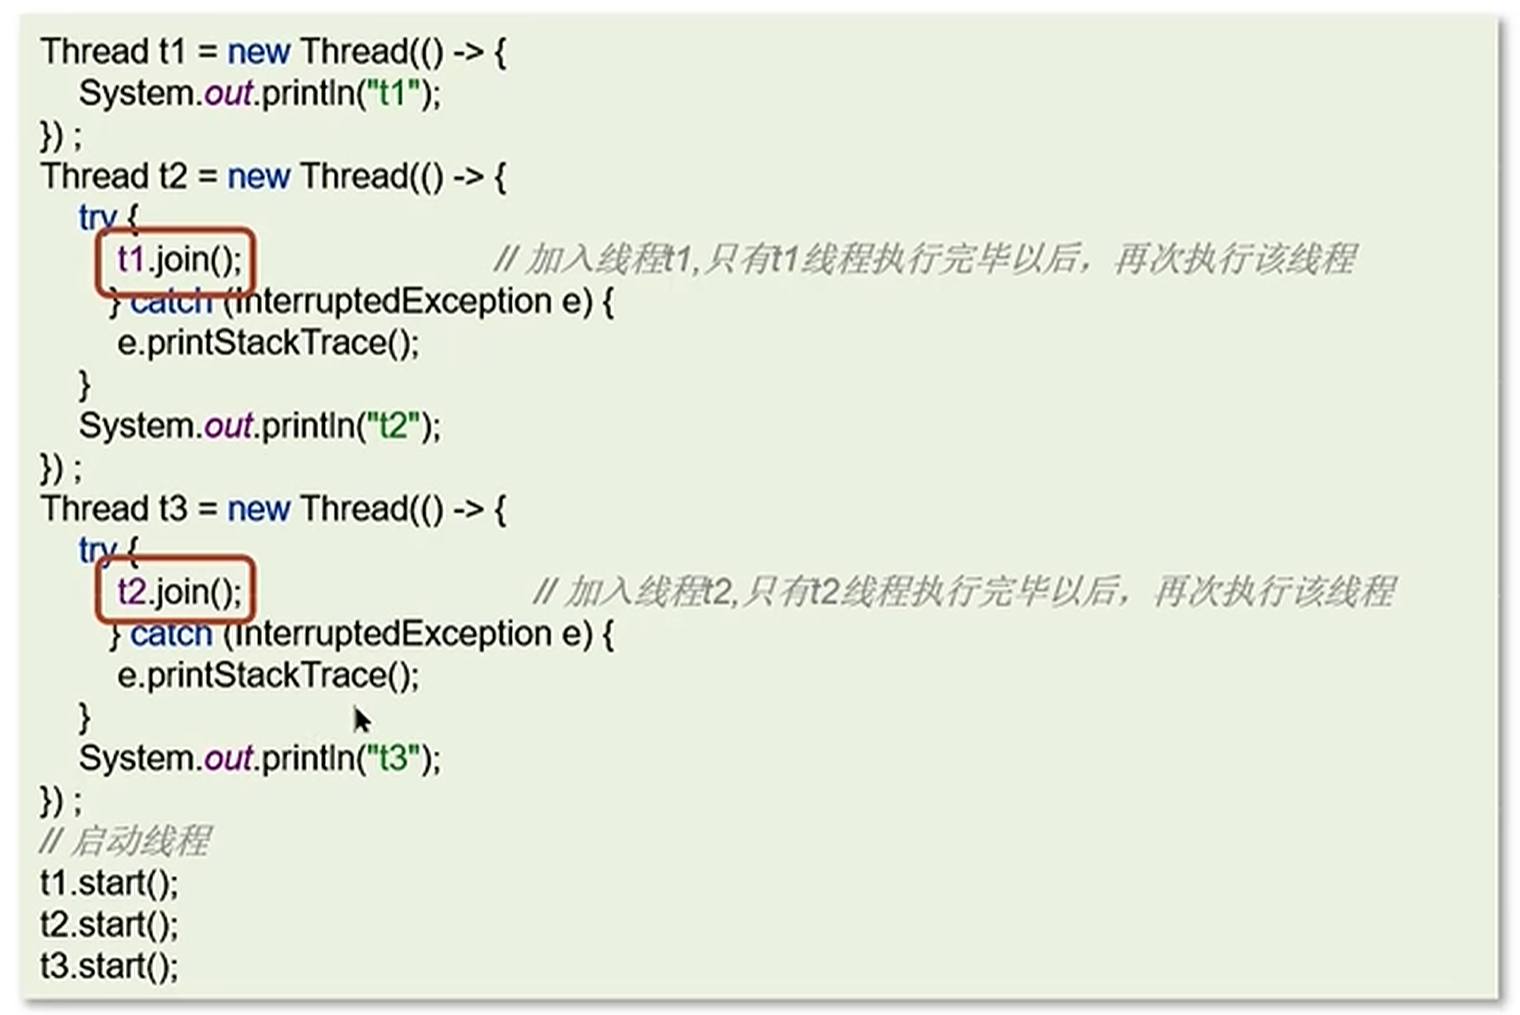 Thread t1 = new Thread(() -> {
System.out.println("t1");
}) ;
Thread t2 = new Thread(() -> {
try {
t1.join(); // 加入线程t1,只有t1线程执行完毕以后，再次执行该线程
} catch (InterruptedException e) {
e.printStackTrace();
}
System.out.println("t2");
}) ;
Thread t3 = new Thread(() -> {
try {
t2.join(); // 加入线程t2,只有t2线程执行完毕以后，再次执行该线程
} catch (InterruptedException e) {
e.printStackTrace();
}
System.out.println("t3");
}) ;
// 启动线程
t1.start();
t2.start();
t3.start();